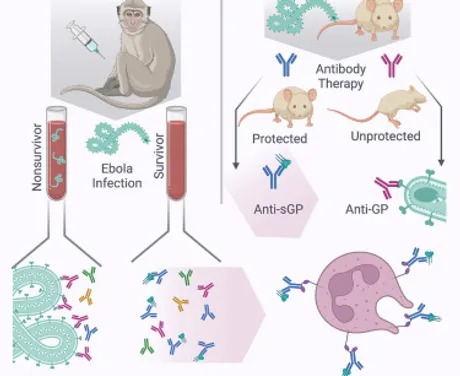 Antibody
Therapy
Nonsurvivor
Ebola
Infection
Survivor
Protected
Unprotected
Anti-sGP
Anti-GP